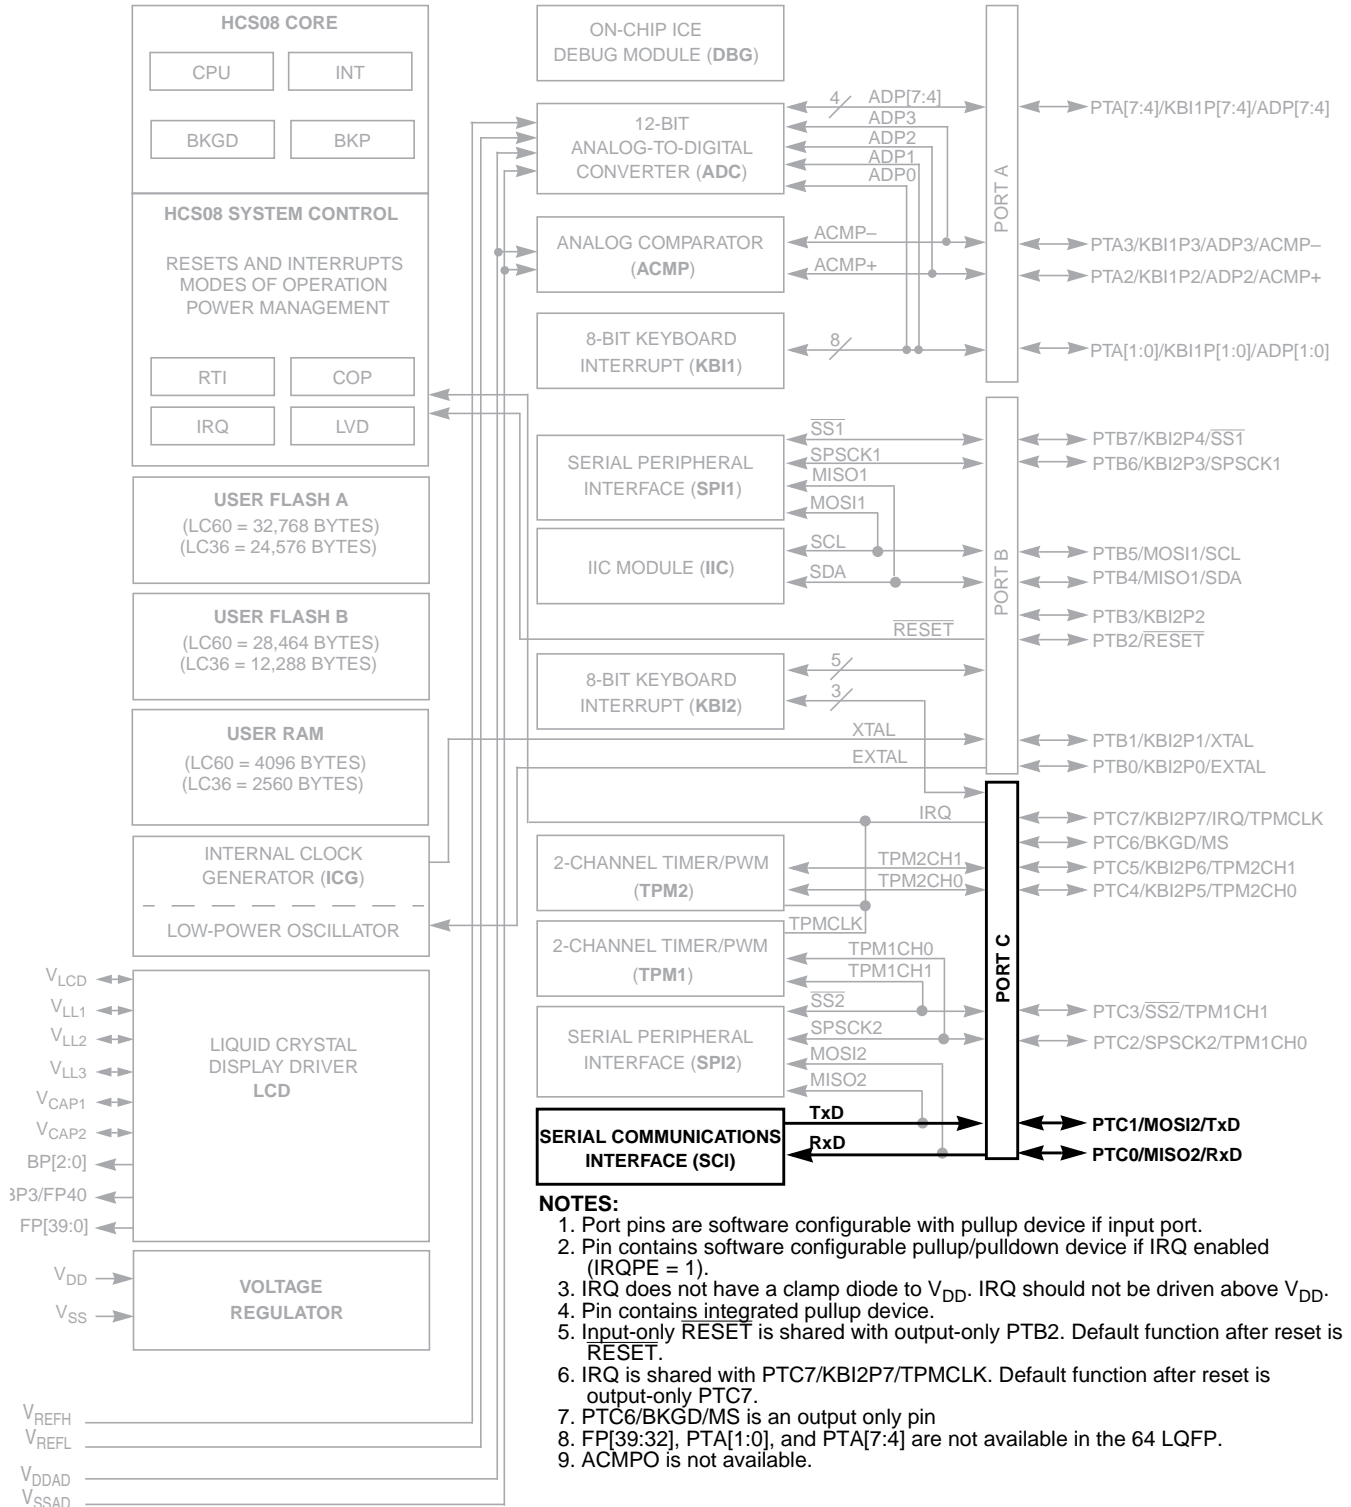 HCS08 CORE
CPU
INT
BKGD
BKP
HCS08 SYSTEM CONTROL
RESETS AND INTERRUPTS
MODES OF OPERATION
POWER MANAGEMENT
RTI
COP
IRQ
LVD
USER FLASH A
(LC60 = 32,768 BYTES)
(LC36 = 24,576 BYTES)
USER FLASH B
(LC60 = 28,464 BYTES)
(LC36 = 12,288 BYTES)
USER RAM
(LC60 = 4096 BYTES)
(LC36 = 2560 BYTES)
INTERNAL CLOCK
GENERATOR (ICG)
LOW-POWER OSCILLATOR
VLCD
VLL1
VLL2
VLL3
VCAP1
VCAP2
BP[2:0]
BP3/FP40
FP[39:0]
LIQUID CRYSTAL
DISPLAY DRIVER
LCD
VDD
VSS
VOLTAGE
REGULATOR
VREFH
VREFL
VDDAD
VSSAD
ON-CHIP ICE
DEBUG MODULE (DBG)
12-BIT
ANALOG-TO-DIGITAL
CONVERTER (ADC)
4
ADP[7:4]
ADP3
ADP2
ADP1
ADP0
ANALOG COMPARATOR
(ACMP)
ACMP–
ACMP+
8-BIT KEYBOARD
INTERRUPT (KBI1)
8
PORT A
PTA[7:4]/KBI1P[7:4]/ADP[7:4]
PTA3/KBI1P3/ADP3/ACMP–
PTA2/KBI1P2/ADP2/ACMP+
PTA[1:0]/KBI1P[1:0]/ADP[1:0]
SERIAL PERIPHERAL
INTERFACE (SPI1)
SS1
SPSCK1
MISO1
MOSI1
IIC MODULE (IIC)
SCL
SDA
RESET
8-BIT KEYBOARD
INTERRUPT (KBI2)
5
3
XTAL
EXTAL
PORT B
PTB7/KBI2P4/SS1
PTB6/KBI2P3/SPSCK1
PTB5/MOSI1/SCL
PTB4/MISO1/SDA
PTB3/KBI2P2
PTB2/RESET
PTB1/KBI2P1/XTAL
PTB0/KBI2P0/EXTAL
IRQ
2-CHANNEL TIMER/PWM
(TPM2)
TPM2CH1
TPM2CH0
TPMCLK
2-CHANNEL TIMER/PWM
(TPM1)
TPM1CH0
TPM1CH1
SERIAL PERIPHERAL
INTERFACE (SPI2)
SS2
SPSCK2
MOSI2
MISO2
SERIAL COMMUNICATIONS
INTERFACE (SCI)
TxD
RxD
PORT C
PTC7/KBI2P7/IRQ/TPMCLK
PTC6/BKGD/MS
PTC5/KBI2P6/TPM2CH1
PTC4/KBI2P5/TPM2CH0
PTC3/SS2/TPM1CH1
PTC2/SPSCK2/TPM1CH0
PTC1/MOSI2/TxD
PTC0/MISO2/RxD
NOTES:
1. Port pins are software configurable with pullup device if input port.
2. Pin contains software configurable pullup/pulldown device if IRQ enabled
(IRQPE = 1).
3. IRQ does not have a clamp diode to VDD. IRQ should not be driven above VDD.
4. Pin contains integrated pullup device.
5. Input-only RESET is shared with output-only PTB2. Default function after reset is
RESET.
6. IRQ is shared with PTC7/KBI2P7/TPMCLK. Default function after reset is
output-only PTC7.
7. PTC6/BKGD/MS is an output only pin
8. FP[39:32], PTA[1:0], and PTA[7:4] are not available in the 64 LQFP.
9. ACMPO is not available.